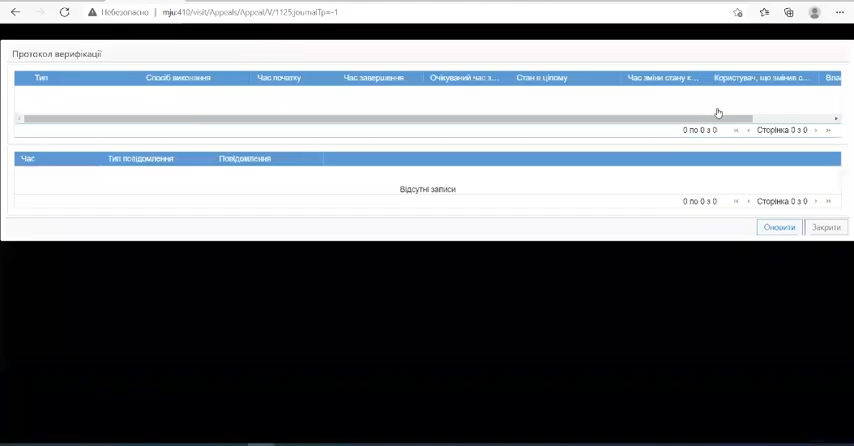 Небезопасно mju:410/visit/Appeals/Appeal/V/1125;journalTp=-1
Протокол верифікації
Тип Спосіб виконання Час початку Час завершення Очікуваний час з... Стан в цілому Час зміни стану к... Користувач, що змінив с... Влас
0 по 0 з 0 Сторінка 0 з 0
Час Тип повідомлення Повідомлення
Відсутні записи
0 по 0 з 0 Сторінка 0 з 0
Оновити Закрити